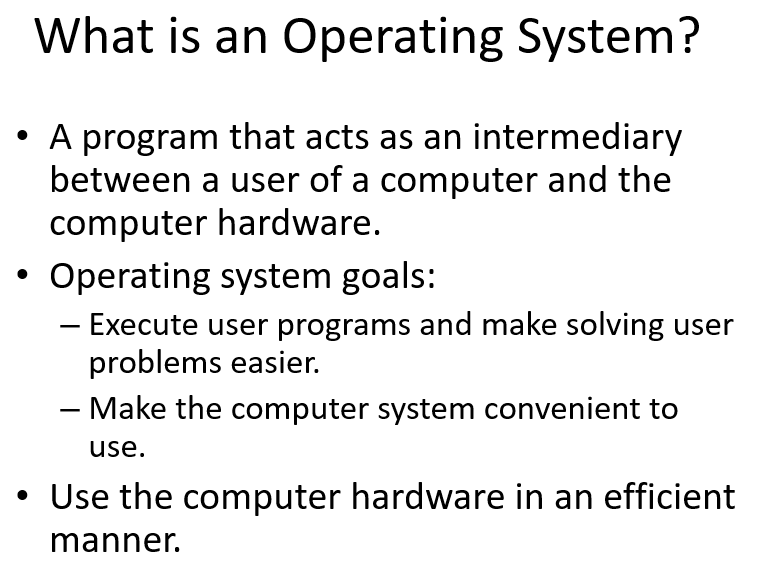 What is an Operating System?
• A program that acts as an intermediary
between a user of a computer and the
computer hardware.
• Operating system goals:
– Execute user programs and make solving user
problems easier.
– Make the computer system convenient to
use.
• Use the computer hardware in an efficient
manner.